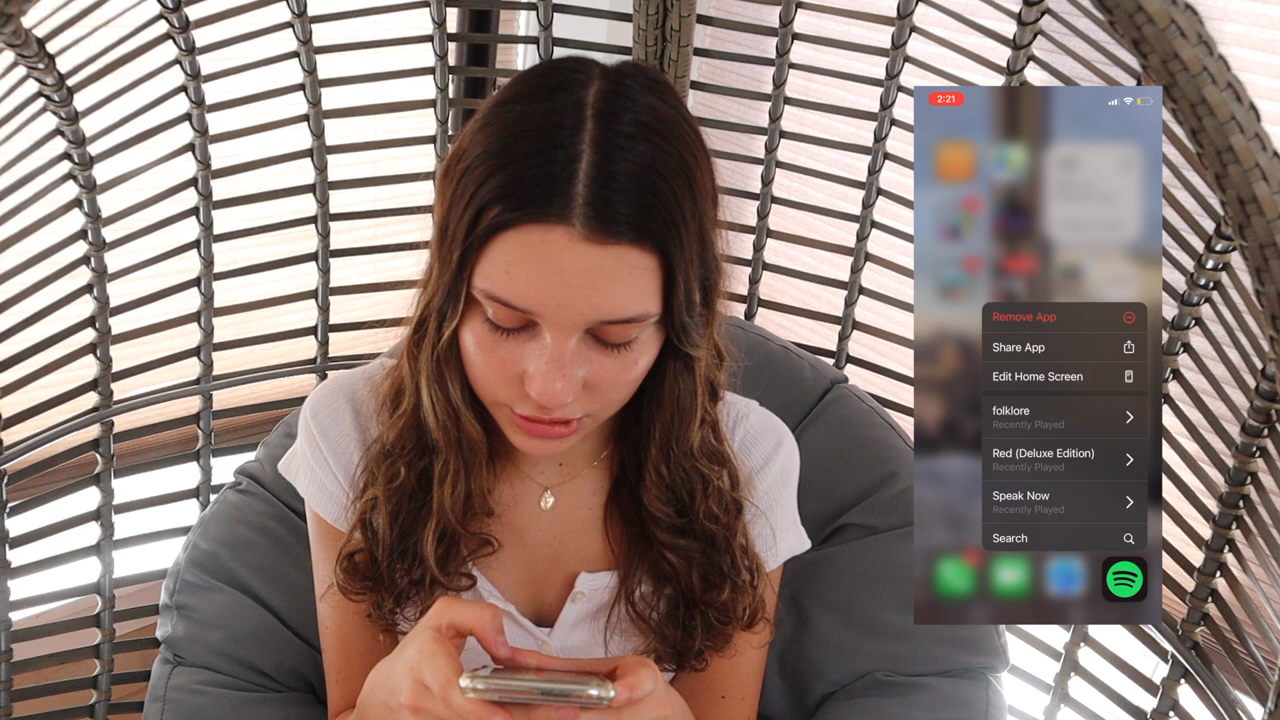 2:21
Remove App
Share App
Edit Home Screen
folklore
Recently Played
Red (Deluxe Edition)
Recently Played
Speak Now
Recently Played
Search